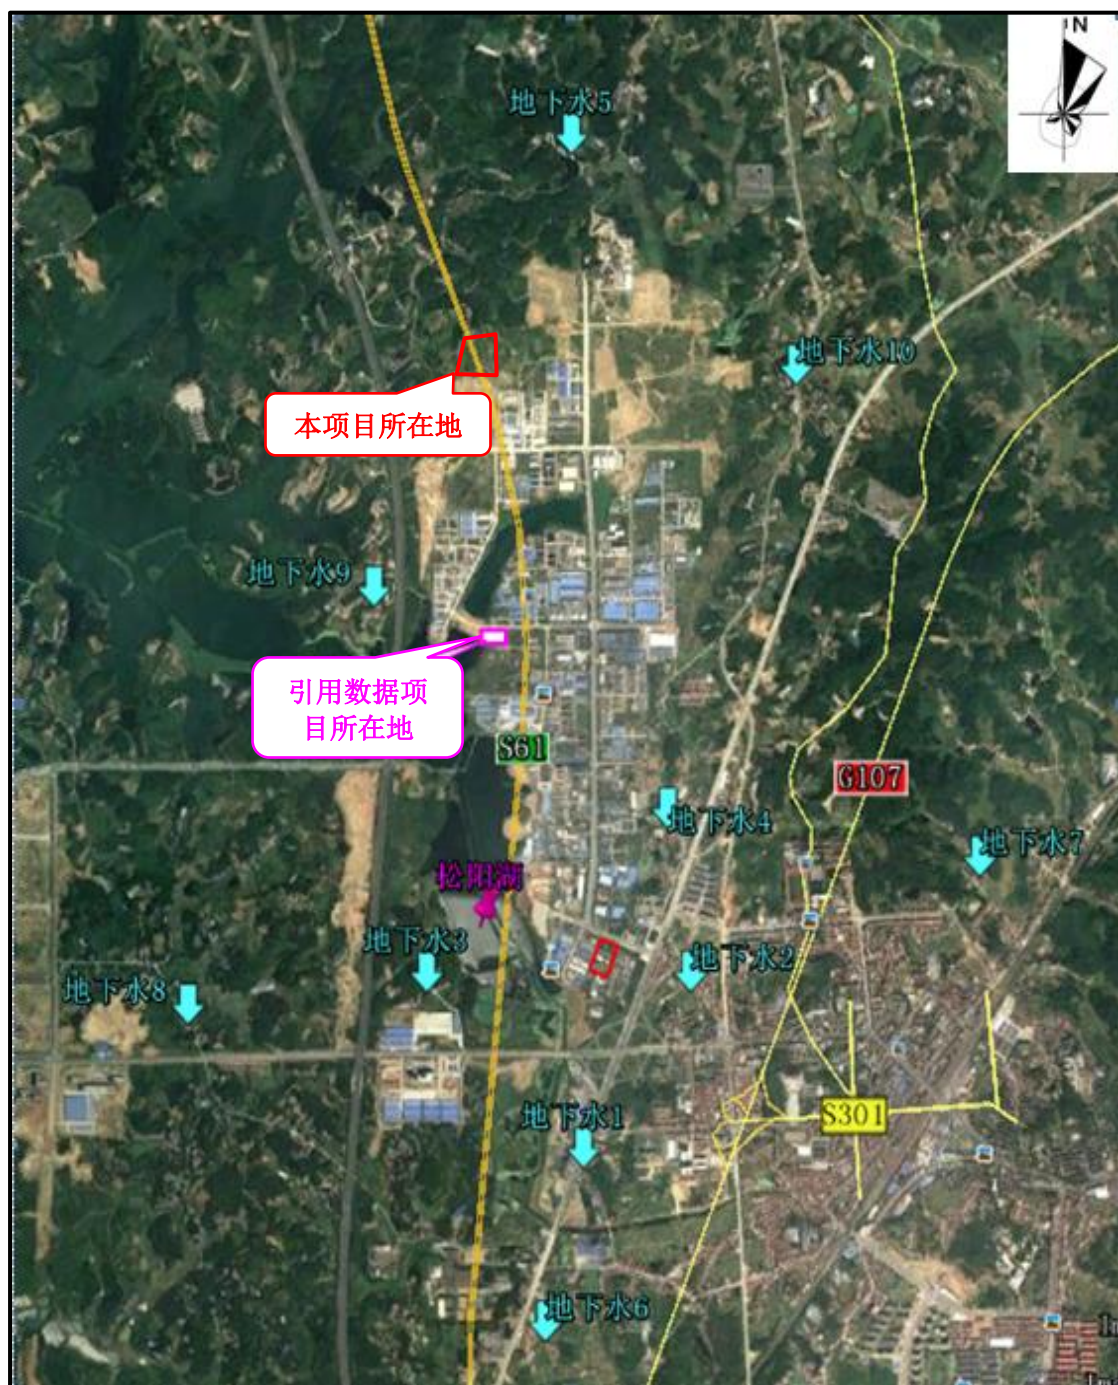 N
地下水5
地下水10
本项目所在地
地下水9
引用数据项
目所在地
S61
G107
地下水4
地下水7
松阳湖
地下水3
地下水2
地下水8
S301
地下水1
地下水6